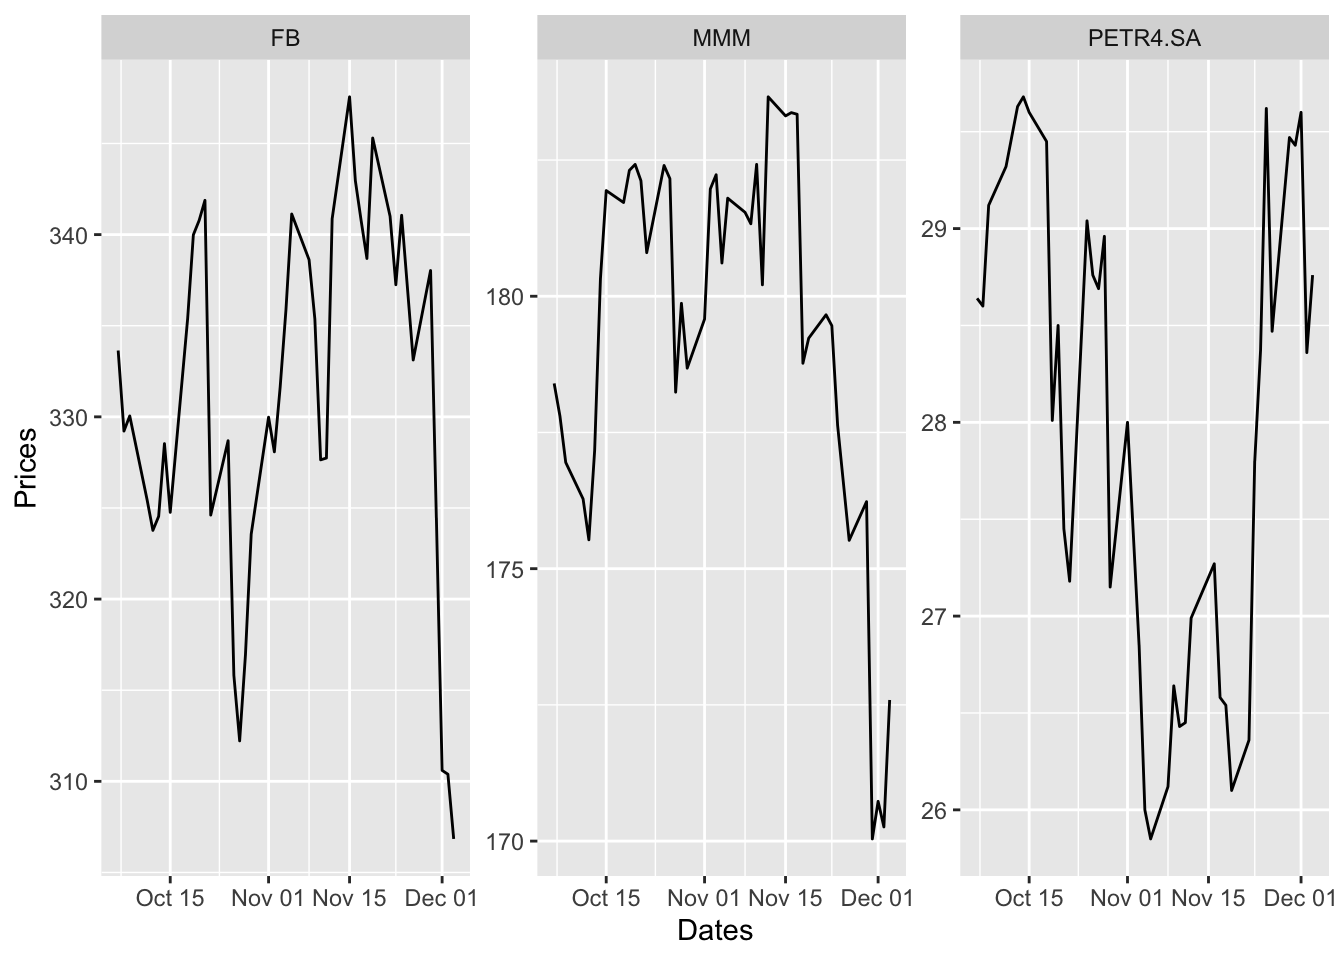 FB
MMM
PETR4.SA
Prices
340
330
320
310
180
175
170
29
28
27
26
Oct 15 Nov 01 Nov 15 Dec 01
Oct 15 Nov 01 Nov 15 Dec 01
Oct 15 Nov 01 Nov 15 Dec 01
Dates